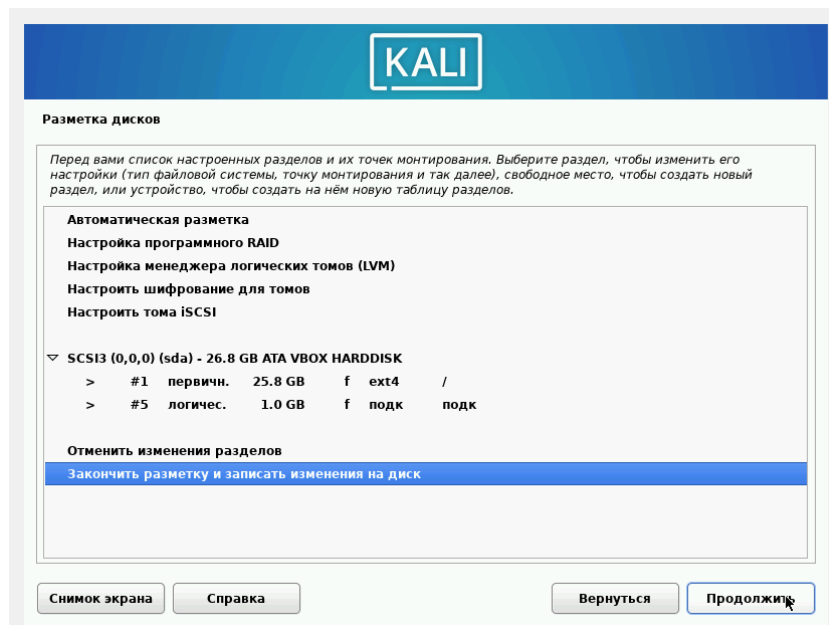 KALI
Разметка дисков
Перед вами список настроенных разделов и их точек монтирования. Выберите раздел, чтобы изменить его
настройки (тип файловой системы, точку монтирования и так далее), свободное место, чтобы создать новый
раздел, или устройство, чтобы создать на нём новую таблицу разделов.
Автоматическая разметка
Настройка программного RAID
Настройка менеджера логических томов (LVM)
Настроить шифрование для томов
Настроить тома iSCSI
SCSI3 (0,0,0) (sda) - 26.8 GB ATA VBOX HARDDISK
> #1 первичн. 25.8 GB f ext4 /
> #5 логичес. 1.0 GB f подк подк
Отменить изменения разделов
Закончить разметку и записать изменения на диск
Снимок экрана Справка Вернуться Продолжить